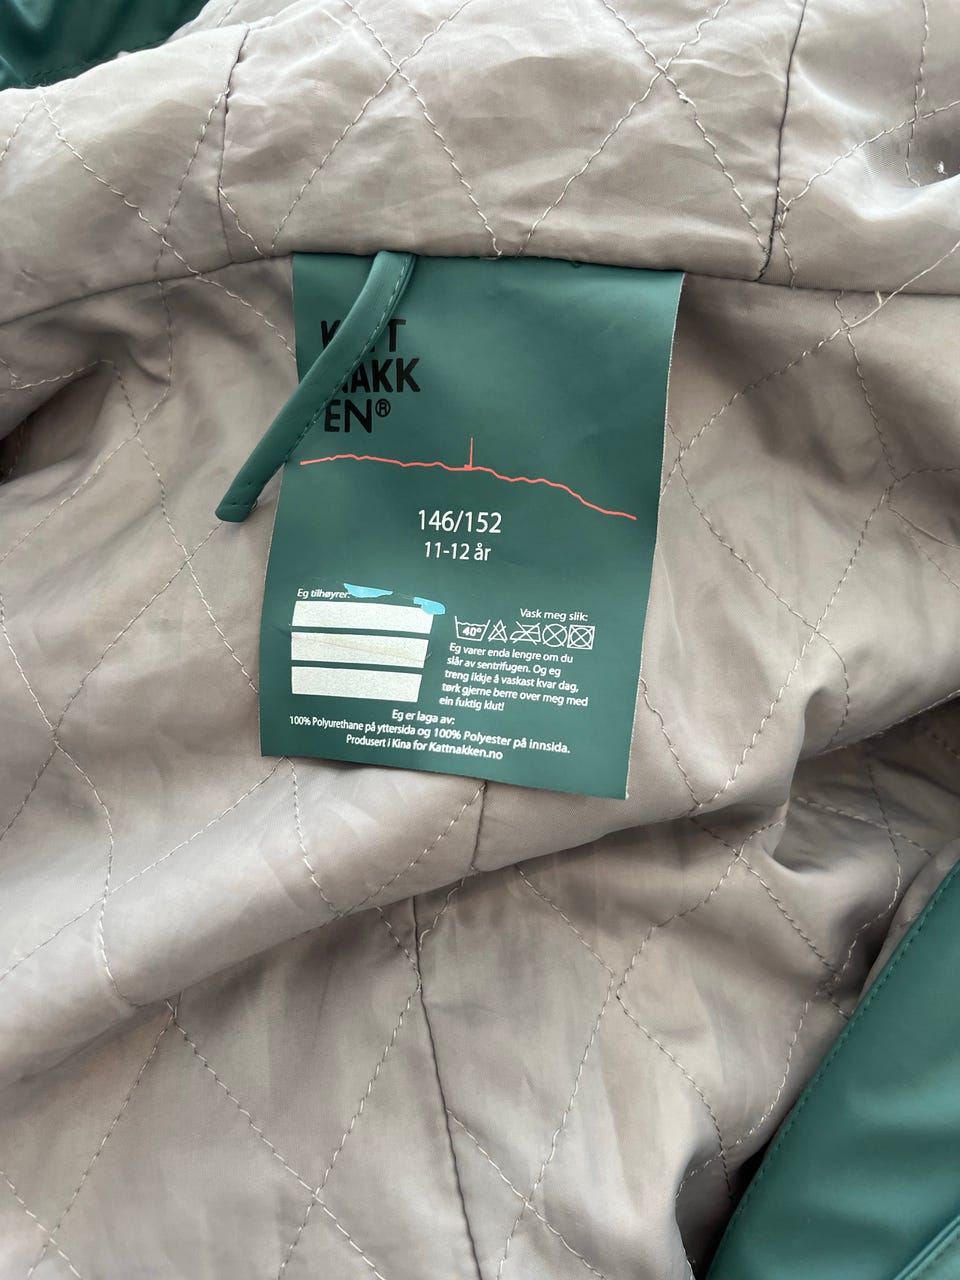 EN®
146/152
11-12 år
Eg tilhøyrer:
Vask meg slik:
40°
Eg varer enda lengre om du
slår av sentrifugen. Og eg
treng ikkje å vaskast kvar dag,
tørk gjerne berre over meg med
ein fuktig klut!
Eg er laga av:
100% Polyurethane på yttersida og 100% Polyester på innsida.
Produsert i Kina for Kattnakken.no